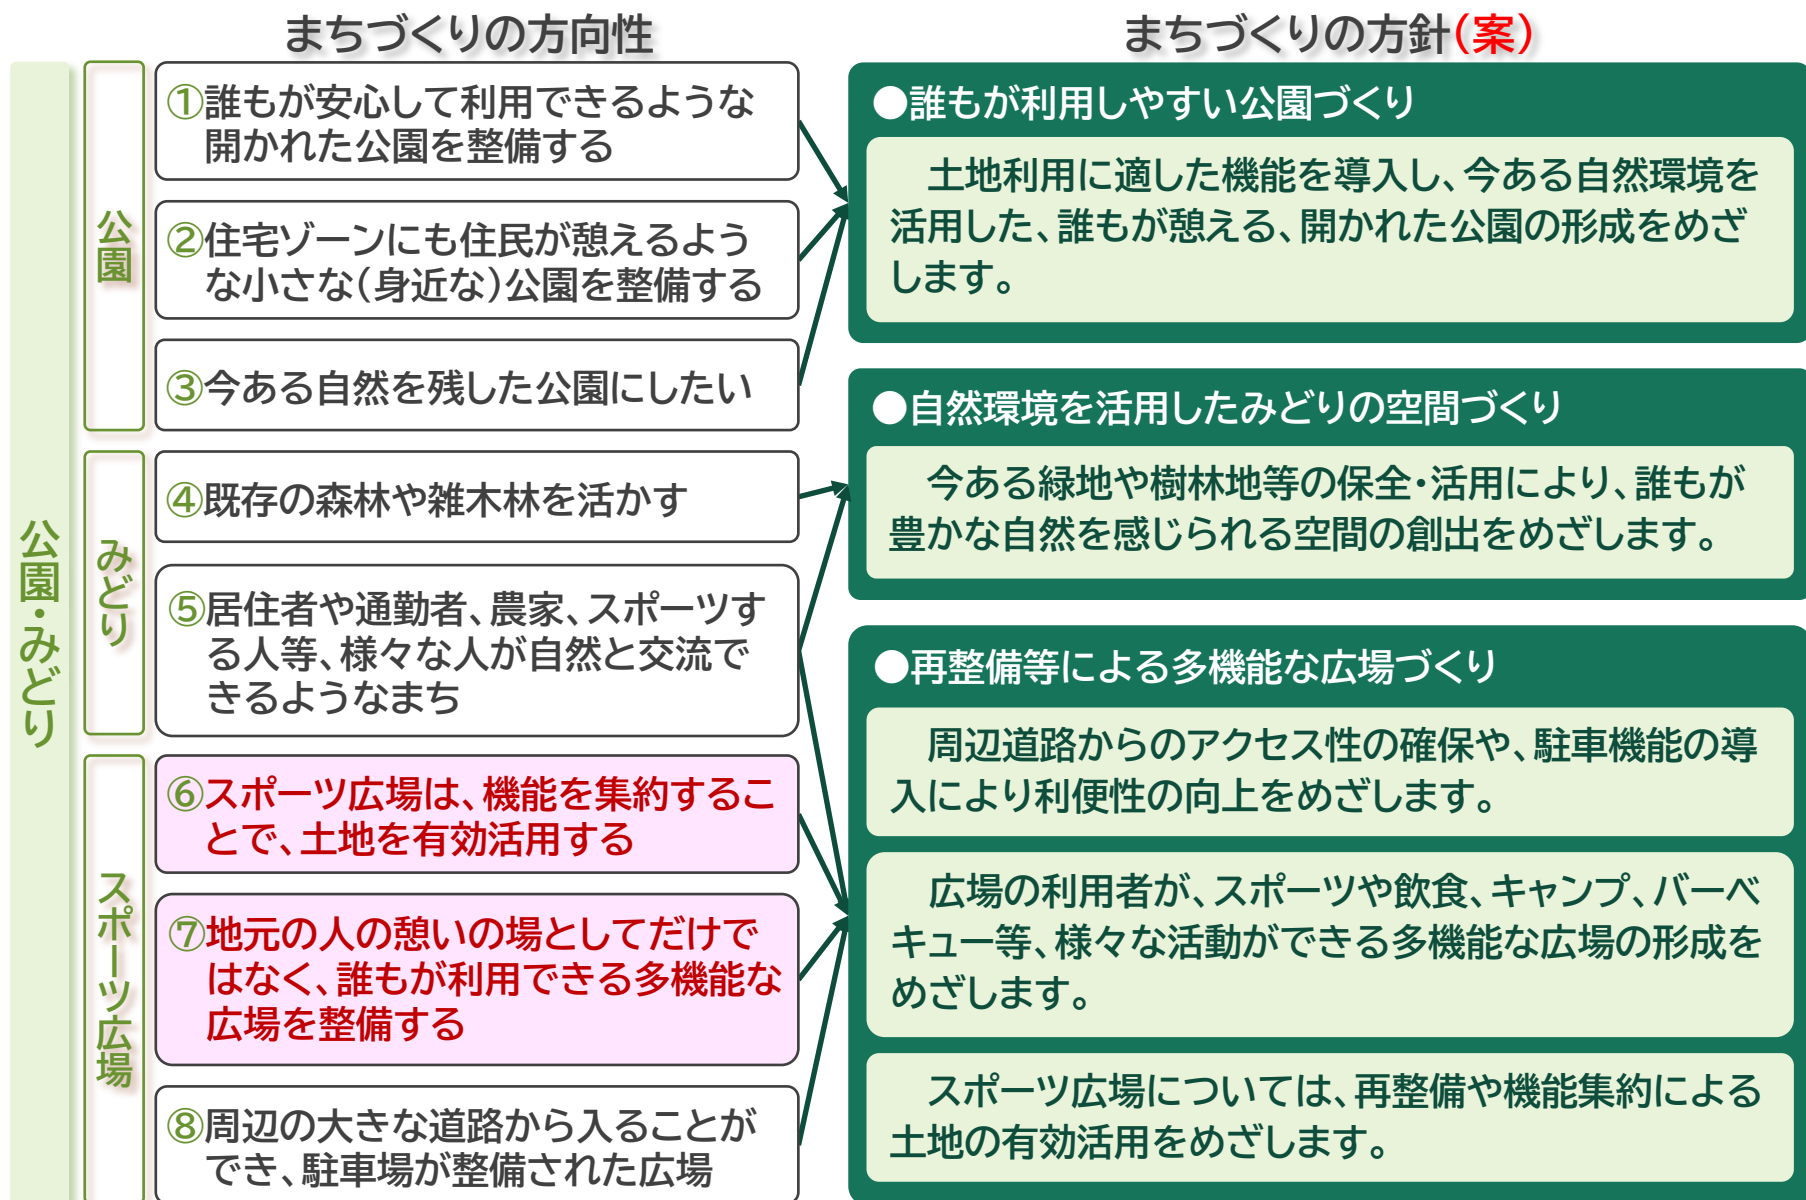 まちづくりの方向性
まちづくりの方針(案)
公園・みどり
公園
①誰もが安心して利用できるような
開かれた公園を整備する
②住宅ゾーンにも住民が憩えるよう
な小さな(身近な)公園を整備する
③今ある自然を残した公園にしたい
みどり
④既存の森林や雑木林を活かす
⑤居住者や通勤者、農家、スポーツす
る人等、様々な人が自然と交流で
きるようなまち
スポーツ広場
⑥スポーツ広場は、機能を集約するこ
とで、土地を有効活用する
⑦地元の人の憩いの場としてだけで
はなく、誰もが利用できる多機能な
広場を整備する
⑧周辺の大きな道路から入ることが
でき、駐車場が整備された広場
●誰もが利用しやすい公園づくり
土地利用に適した機能を導入し、今ある自然環境を
活用した、誰もが憩える、開かれた公園の形成をめざ
します。
●自然環境を活用したみどりの空間づくり
今ある緑地や樹林地等の保全・活用により、誰もが
豊かな自然を感じられる空間の創出をめざします。
●再整備等による多機能な広場づくり
周辺道路からのアクセス性の確保や、駐車機能の導
入により利便性の向上をめざします。
広場の利用者が、スポーツや飲食、キャンプ、バーベ
キュー等、様々な活動ができる多機能な広場の形成を
めざします。
スポーツ広場については、再整備や機能集約による
土地の有効活用をめざします。